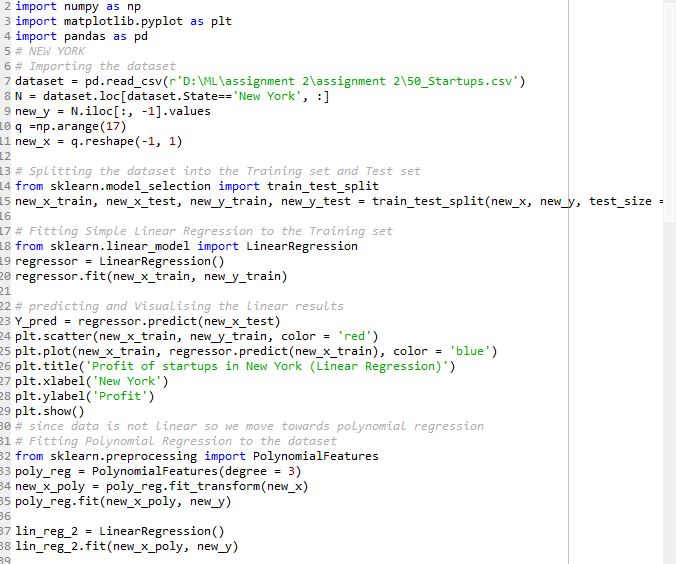 2 import numpy as np
3 import matplotlib.pyplot as plt
4 import pandas as pd
5 # NEW YORK
6 # Importing the dataset
7 dataset = pd.read_csv(r'D:\ML\assignment 2\assignment 2\50_Startups.csv')
8 N = dataset.loc[dataset.State=='New York', :]
9 new_y = N.iloc[:, -1].values
10 q =np.arange(17)
11 new_x = q.reshape(-1, 1)
12
13 # Splitting the dataset into the Training set and Test set
14 from sklearn.model_selection import train_test_split
15 new_x_train, new_x_test, new_y_train, new_y_test = train_test_split(new_x, new_y, test_size =
16
17 # Fitting Simple Linear Regression to the Training set
18 from sklearn.linear_model import LinearRegression
19 regressor = LinearRegression()
20 regressor.fit(new_x_train, new_y_train)
21
22 # predicting and Visualising the linear results
23 Y_pred = regressor.predict(new_x_test)
24 plt.scatter(new_x_train, new_y_train, color = 'red')
25 plt.plot(new_x_train, regressor.predict(new_x_train), color = 'blue')
26 plt.title('Profit of startups in New York (Linear Regression)')
27 plt.xlabel('New York')
28 plt.ylabel('Profit')
29 plt.show()
30 # since data is not linear so we move towards polynomial regression
31 # Fitting Polynomial Regression to the dataset
32 from sklearn.preprocessing import PolynomialFeatures
33 poly_reg = PolynomialFeatures(degree = 3)
34 new_x_poly = poly_reg.fit_transform(new_x)
35 poly_reg.fit(new_x_poly, new_y)
36
37 lin_reg_2 = LinearRegression()
38 lin_reg_2.fit(new_x_poly, new_y)
39